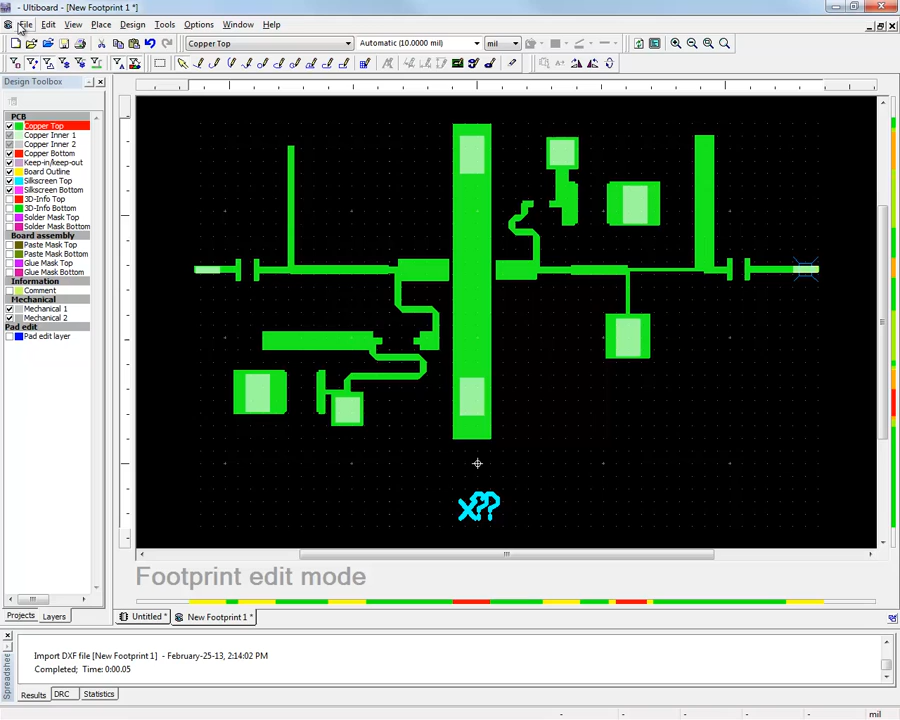 - Ultiboard - [New Footprint 1 *]
File Edit View Place Design Tools Options Window Help
Copper Top Automatic (10.0000 mil) mil
Design Toolbox
PCB
Copper Top
Copper Inner 1
Copper Inner 2
Copper Bottom
Keep-in/keep-out
Board Outline
Silkscreen Top
Silkscreen Bottom
3D-Info Top
3D-Info Bottom
Solder Mask Top
Solder Mask Bottom
Board assembly
Paste Mask Top
Paste Mask Bottom
Glue Mask Top
Glue Mask Bottom
Information
Comment
Mechanical
Mechanical 1
Mechanical 2
Pad edit
Pad edit layer
X??
Footprint edit mode
Projects Layers
Untitled * New Footprint 1 *
Spreadsheet
Import DXF file [New Footprint 1] - February-25-13, 2:14:02 PM
Completed; Time: 0:00.05
Results DRC Statistics
- - - - mil